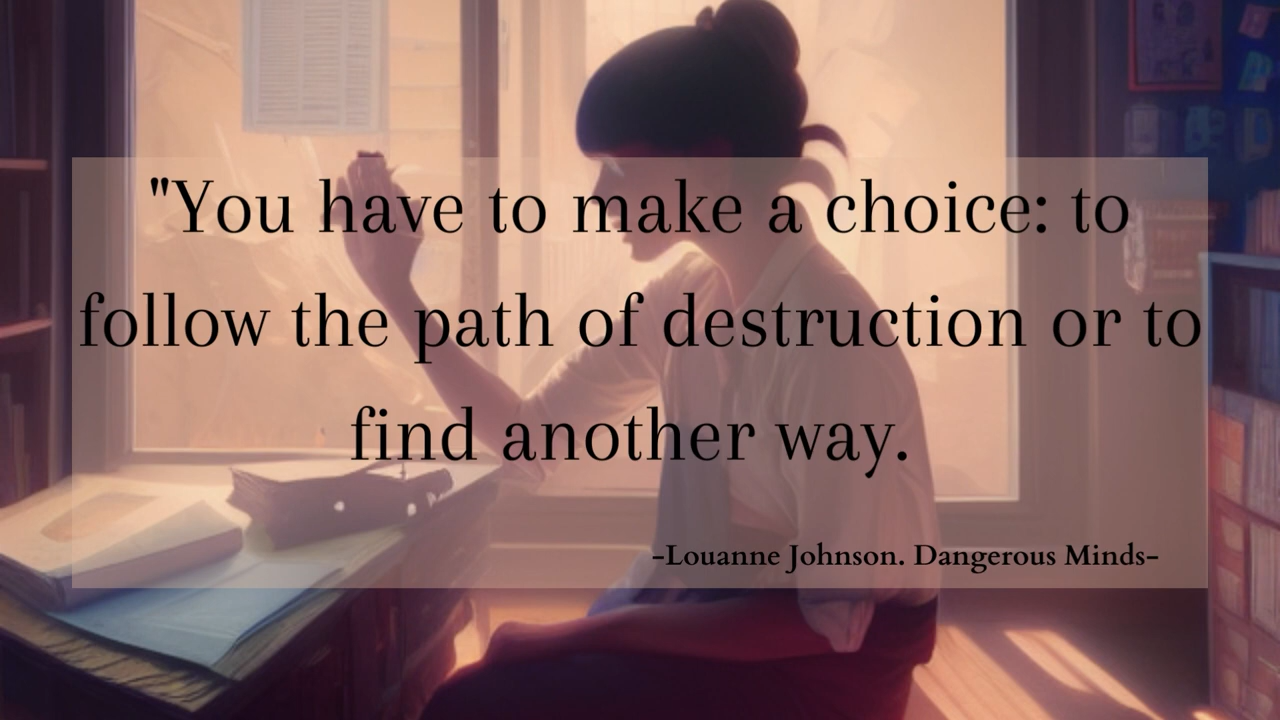 "You have to make a choice: to
follow the path of destruction or to
find another way.
-Louanne Johnson. Dangerous Minds-